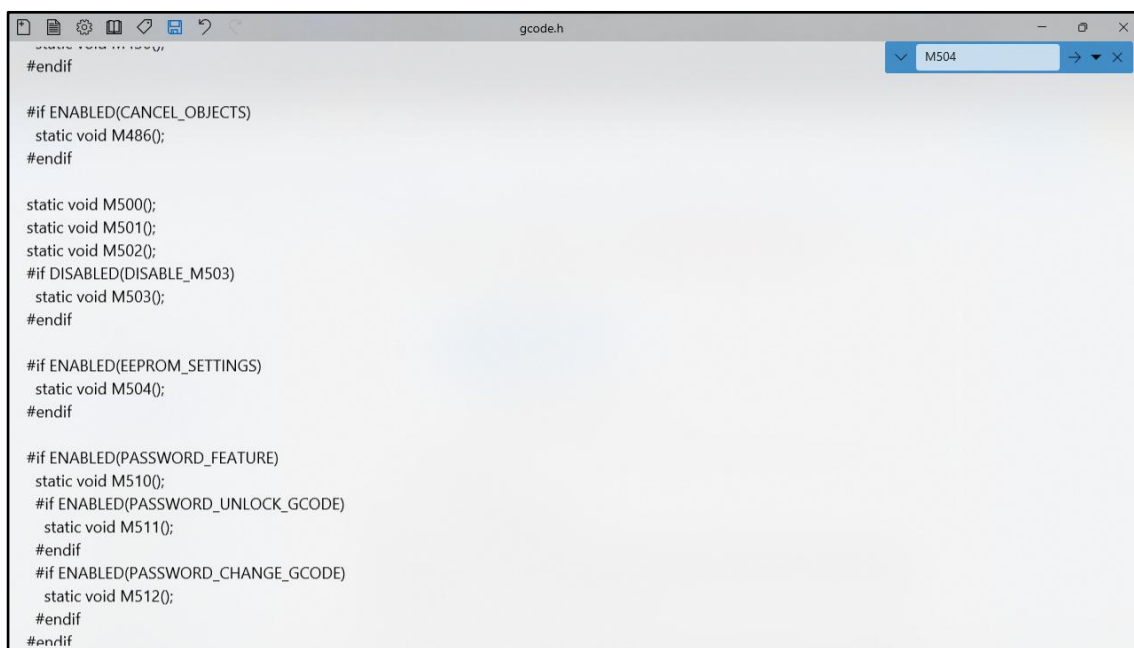 gcode.h
M504
#endif
#if ENABLED(CANCEL_OBJECTS)
static void M486();
#endif
static void M500();
static void M501();
static void M502();
#if DISABLED(DISABLE_M503)
static void M503();
#endif
#if ENABLED(EEPROM_SETTINGS)
static void M504();
#endif
#if ENABLED(PASSWORD_FEATURE)
static void M510();
#if ENABLED(PASSWORD_UNLOCK_GCODE)
static void M511();
#endif
#if ENABLED(PASSWORD_CHANGE_GCODE)
static void M512();
#endif
#endif